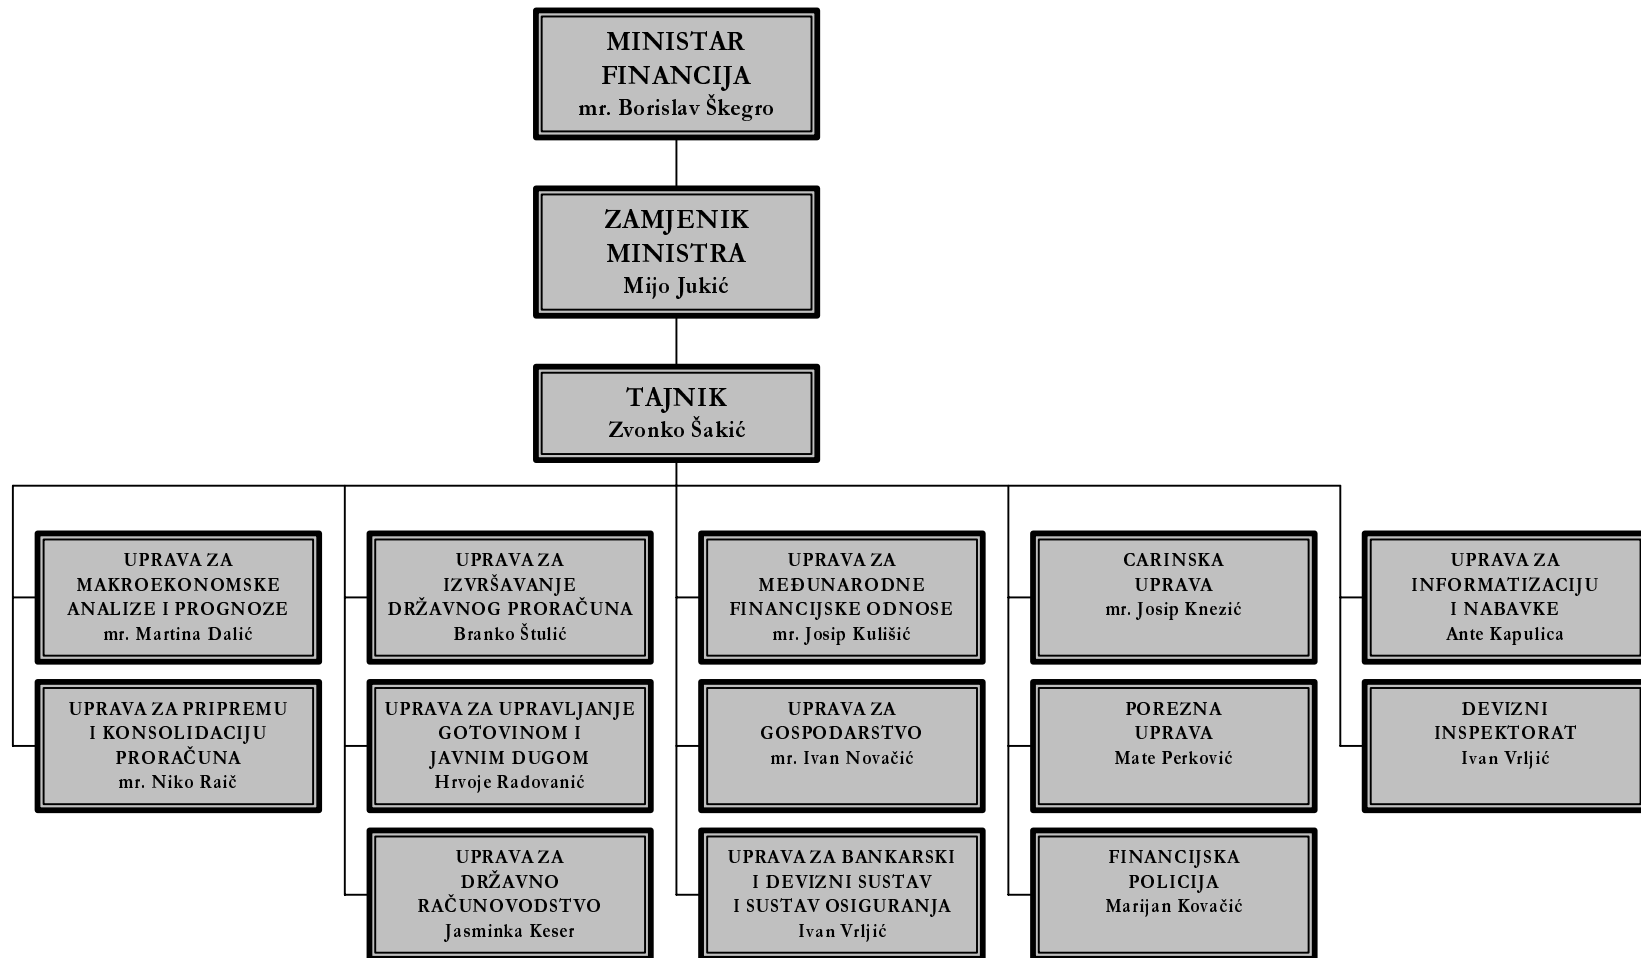 MINISTAR
FINANCIJA
mr. Borislav Škegro
ZAMJENIK
MINISTRA
Mijo Jukić
TAJNIK
Zvonko Šakić
UPRAVA ZA
MAKROEKONOMSKE
ANALIZE I PROGNOZE
mr. Martina Dalić
UPRAVA ZA
IZVRŠAVANJE
DRŽAVNOG PRORAČUNA
Branko Štulić
UPRAVA ZA
MEĐUNARODNE
FINANCIJSKE ODNOSE
mr. Josip Kulišić
CARINSKA
UPRAVA
mr. Josip Knezić
UPRAVA ZA
INFORMATIZACIJU
I NABAVKE
Ante Kapulica
UPRAVA ZA PRIPREMU
I KONSOLIDACIJU
PRORAČUNA
mr. Niko Raič
UPRAVA ZA UPRAVLJANJE
GOTOVINOM I
JAVNIM DUGOM
Hrvoje Radovanić
UPRAVA ZA
GOSPODARSTVO
mr. Ivan Novačić
POREZNA
UPRAVA
Mate Perković
DEVIZNI
INSPEKTORAT
Ivan Vrljić
UPRAVA ZA
DRŽAVNO
RAČUNOVODSTVO
Jasminka Keser
UPRAVA ZA BANKARSKI
I DEVIZNI SUSTAV
I SUSTAV OSIGURANJA
Ivan Vrljić
FINANCIJSKA
POLICIJA
Marijan Kovačić